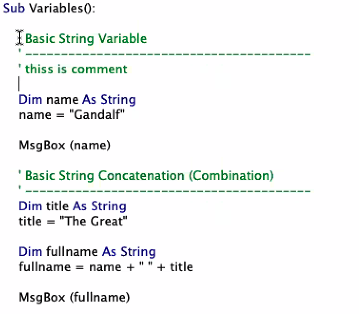 Sub Variables():
' Basic String Variable
' ----------------------------------------
' thiss is comment
Dim name As String
name = "Gandalf"
MsgBox (name)
' Basic String Concatenation (Combination)
' ----------------------------------------
Dim title As String
title = "The Great"
Dim fullname As String
fullname = name + " " + title
MsgBox (fullname)